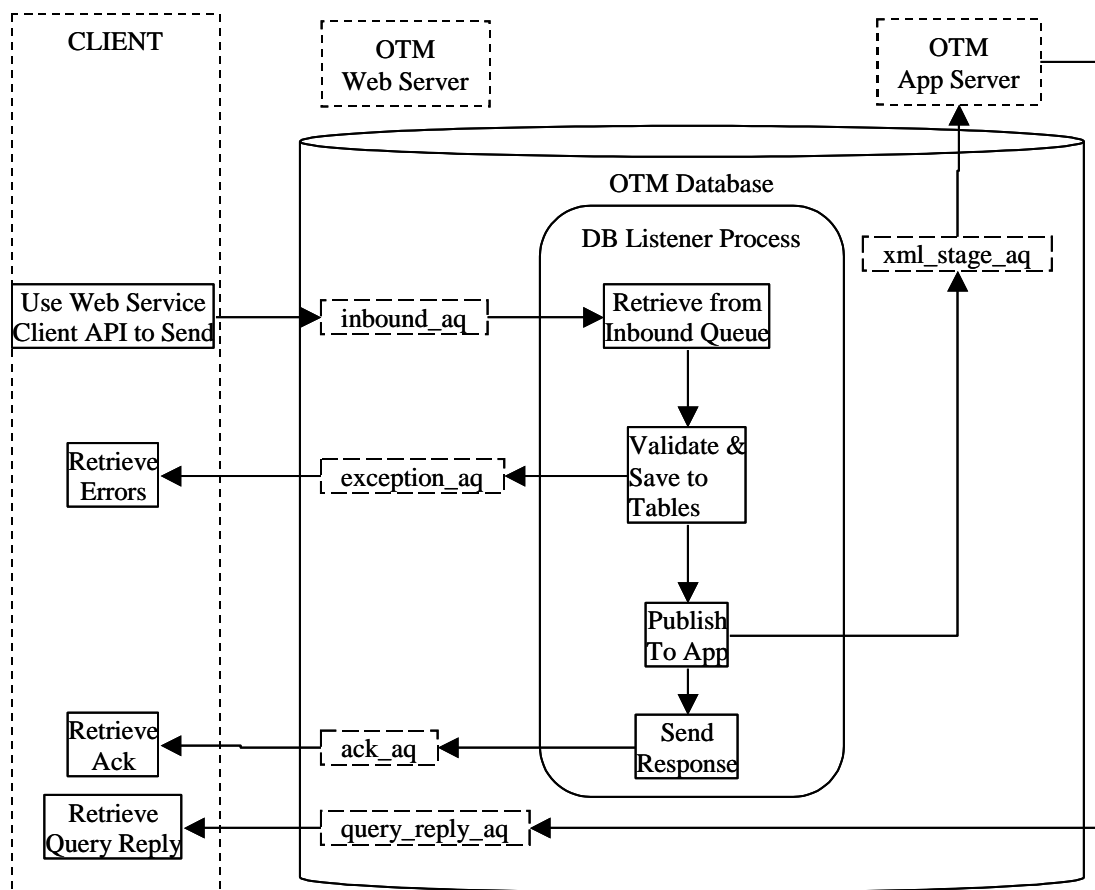 CLIENT
OTM
Web Server
OTM
App Server
OTM Database
DB Listener Process
xml_stage_aq
Use Web Service
Client API to Send
inbound_aq
Retrieve from
Inbound Queue
Retrieve
Errors
exception_aq
Validate &
Save to
Tables
Publish
To App
Retrieve
Ack
ack_aq
Send
Response
Retrieve
Query Reply
query_reply_aq